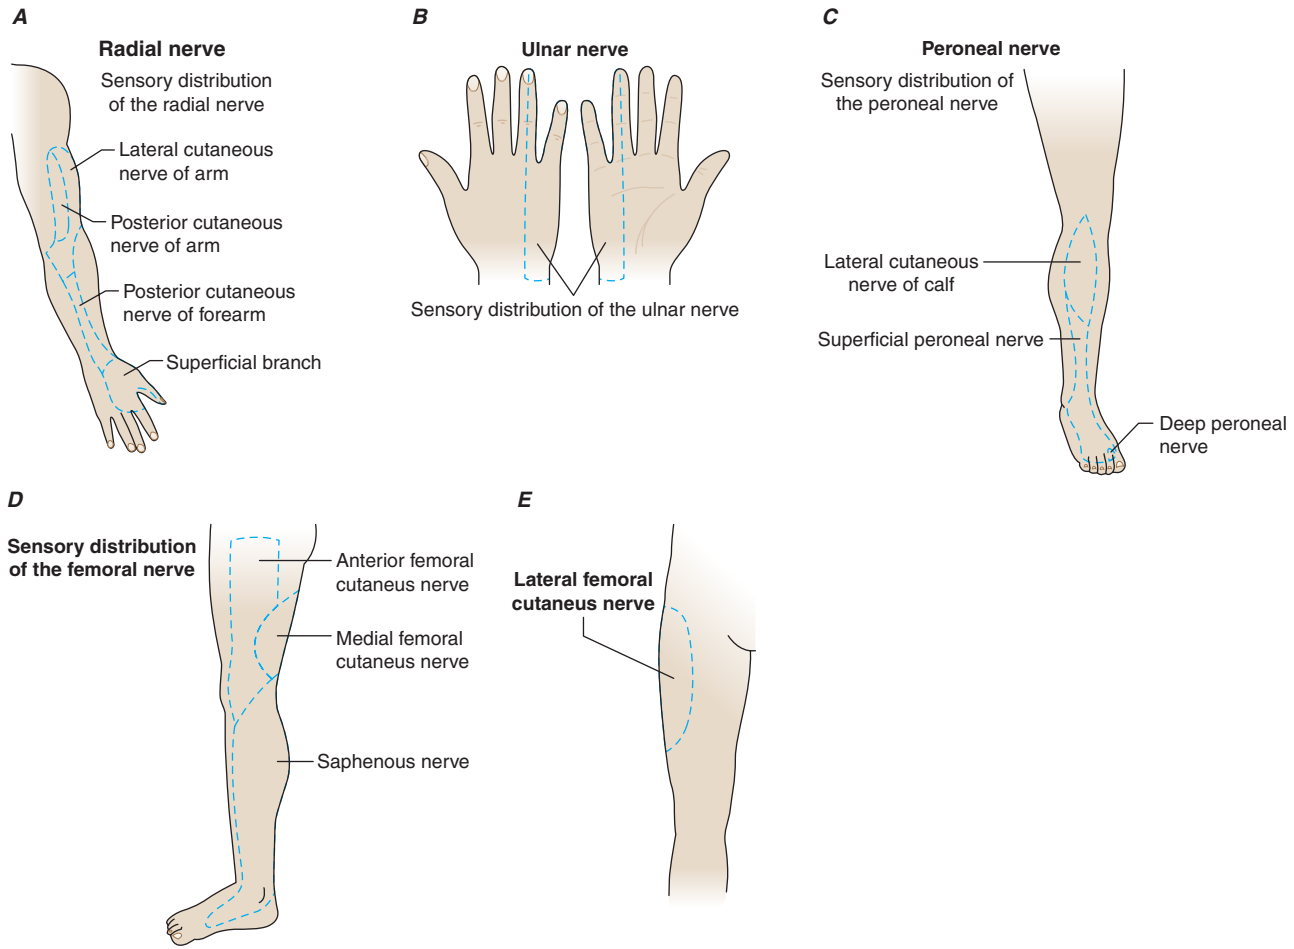 A
Radial nerve
Sensory distribution
of the radial nerve
Lateral cutaneous
nerve of arm
Posterior cutaneous
nerve of arm
Posterior cutaneous
nerve of forearm
Superficial branch
B
Ulnar nerve
Sensory distribution of the ulnar nerve
C
Peroneal nerve
Sensory distribution of
the peroneal nerve
Lateral cutaneous
nerve of calf
Superficial peroneal nerve
Deep peroneal
nerve
D
Sensory distribution
of the femoral nerve
Anterior femoral
cutaneus nerve
Medial femoral
cutaneus nerve
Saphenous nerve
E
Lateral femoral
cutaneus nerve